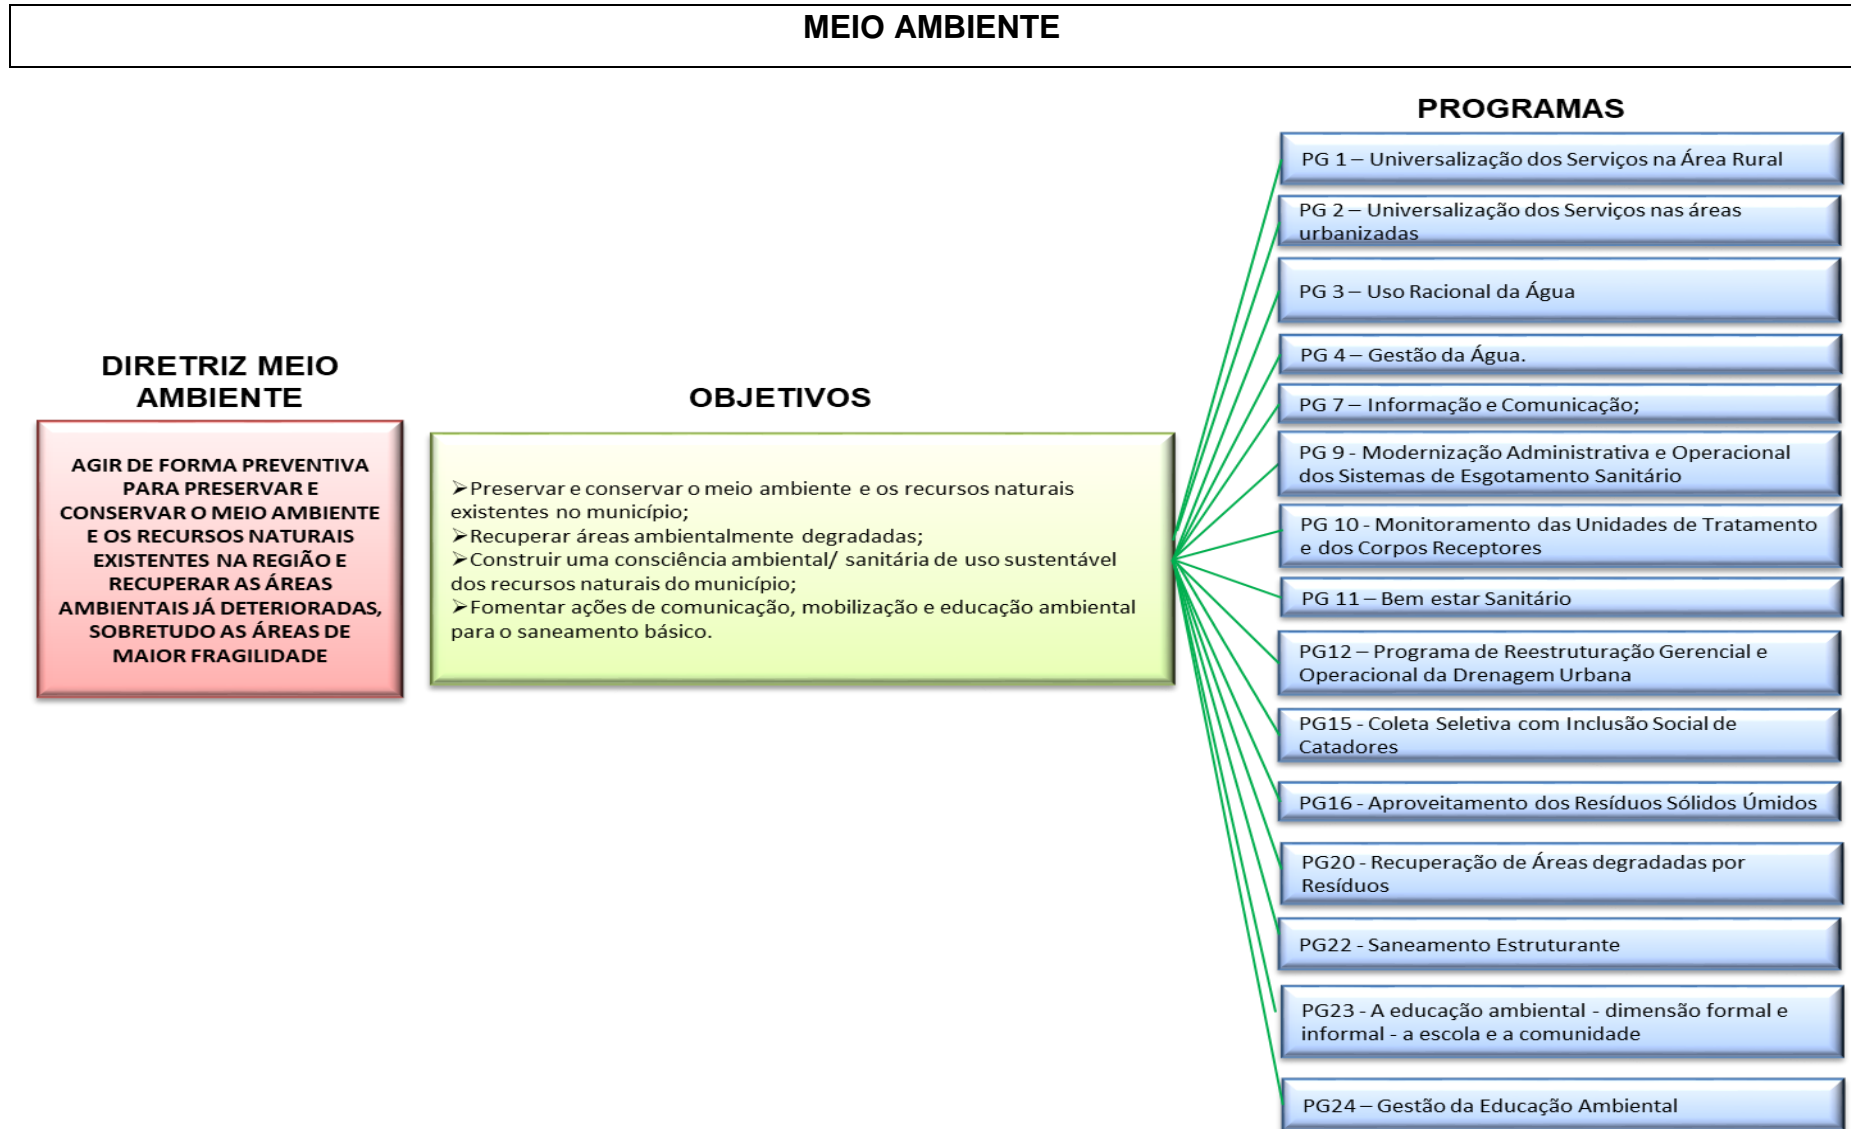 MEIO AMBIENTE
DIRETRIZ MEIO
AMBIENTE
AGIR DE FORMA PREVENTIVA
PARA PRESERVAR E
CONSERVAR O MEIO AMBIENTE
E OS RECURSOS NATURAIS
EXISTENTES NA REGIÃO E
RECUPERAR AS ÁREAS
AMBIENTAIS JÁ DETERIORADAS,
SOBRETUDO AS ÁREAS DE
MAIOR FRAGILIDADE
OBJETIVOS
➢Preservar e conservar o meio ambiente e os recursos naturais
existentes no município;
➢Recuperar áreas ambientalmente degradadas;
➢Construir uma consciência ambiental/ sanitária de uso sustentável
dos recursos naturais do município;
➢Fomentar ações de comunicação, mobilização e educação ambiental
para o saneamento básico.
PROGRAMAS
PG 1 – Universalização dos Serviços na Área Rural
PG 2 – Universalização dos Serviços nas áreas
urbanizadas
PG 3 – Uso Racional da Água
PG 4 – Gestão da Água.
PG 7 – Informação e Comunicação;
PG 9 - Modernização Administrativa e Operacional
dos Sistemas de Esgotamento Sanitário
PG 10 - Monitoramento das Unidades de Tratamento
e dos Corpos Receptores
PG 11 – Bem estar Sanitário
PG12 – Programa de Reestruturação Gerencial e
Operacional da Drenagem Urbana
PG15 - Coleta Seletiva com Inclusão Social de
Catadores
PG16 - Aproveitamento dos Resíduos Sólidos Úmidos
PG20 - Recuperação de Áreas degradadas por
Resíduos
PG22 - Saneamento Estruturante
PG23 - A educação ambiental - dimensão formal e
informal - a escola e a comunidade
PG24 – Gestão da Educação Ambiental